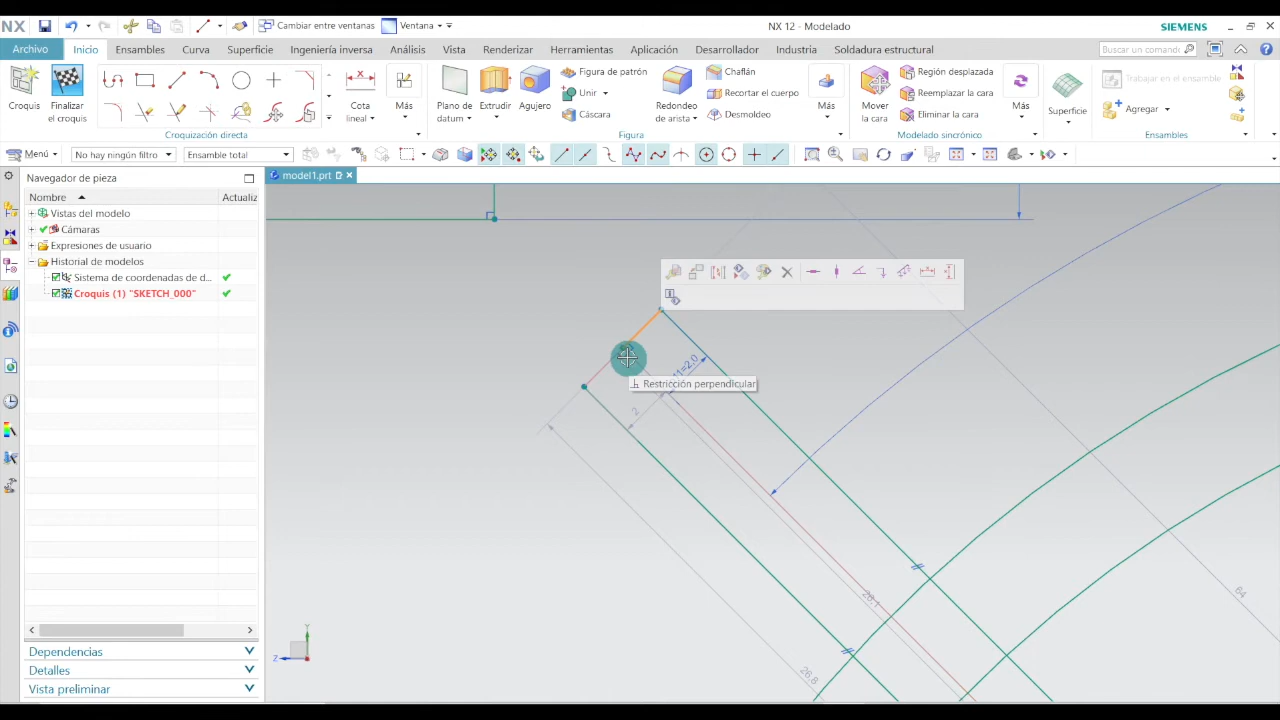 NX
Cambiar entre ventanas
Ventana
NX 12 - Modelado
SIEMENS
Archivo
Inicio
Ensambles
Curva
Superficie
Ingeniería inversa
Análisis
Vista
Renderizar
Herramientas
Aplicación
Desarrollador
Industria
Soldadura estructural
Buscar un comando
Croquis
Finalizar
el croquis
Cota
lineal
Más
Croquización directa
Plano de
datum
Extrudir
Agujero
Figura de patrón
Unir
Cáscara
Redondeo
de arista
Chaflán
Recortar el cuerpo
Desmoldeo
Más
Figura
Mover
la cara
Región desplazada
Reemplazar la cara
Eliminar la cara
Más
Modelado sincrónico
Superficie
Trabajar en el ensamble
Agregar
Ensambles
Menú
No hay ningún filtro
Ensamble total
Navegador de pieza
model1.prt
Nombre
Actualiz
Vistas del modelo
Cámaras
Expresiones de usuario
Historial de modelos
Sistema de coordenadas de d...
Croquis (1) "SKETCH_000"
Restricción perpendicular
2
64
26,1
26,8
Y
Z
Dependencias
Detalles
Vista preliminar